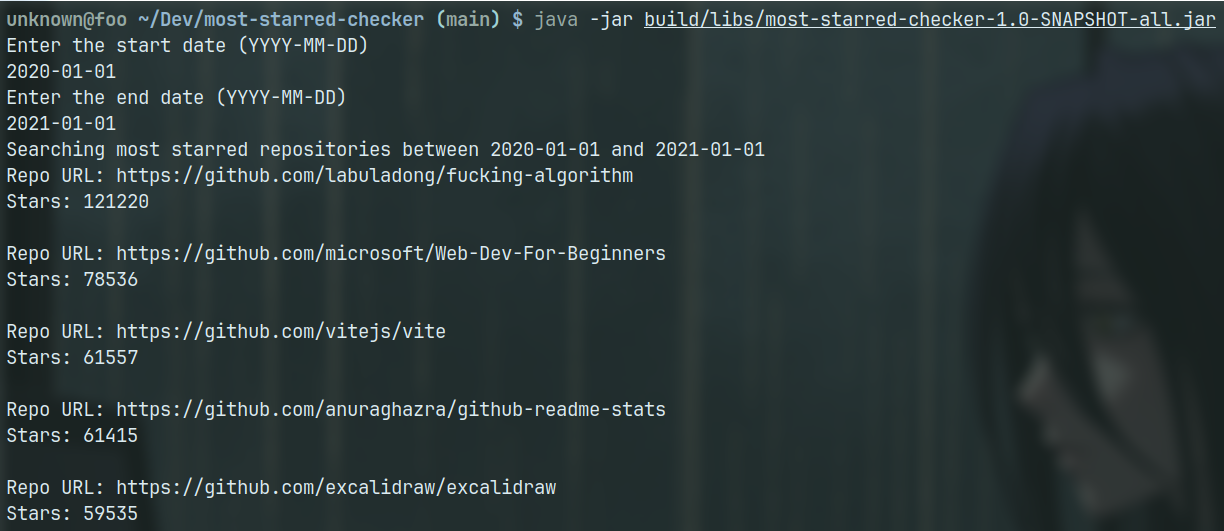 unknown@foo ~/Dev/most-starred-checker (main) $ java -jar build/libs/most-starred-checker-1.0-SNAPSHOT-all.jar
Enter the start date (YYYY-MM-DD)
2020-01-01
Enter the end date (YYYY-MM-DD)
2021-01-01
Searching most starred repositories between 2020-01-01 and 2021-01-01
Repo URL: https://github.com/labuladong/fucking-algorithm
Stars: 121220
Repo URL: https://github.com/microsoft/Web-Dev-For-Beginners
Stars: 78536
Repo URL: https://github.com/vitejs/vite
Stars: 61557
Repo URL: https://github.com/anuraghazra/github-readme-stats
Stars: 61415
Repo URL: https://github.com/excalidraw/excalidraw
Stars: 59535